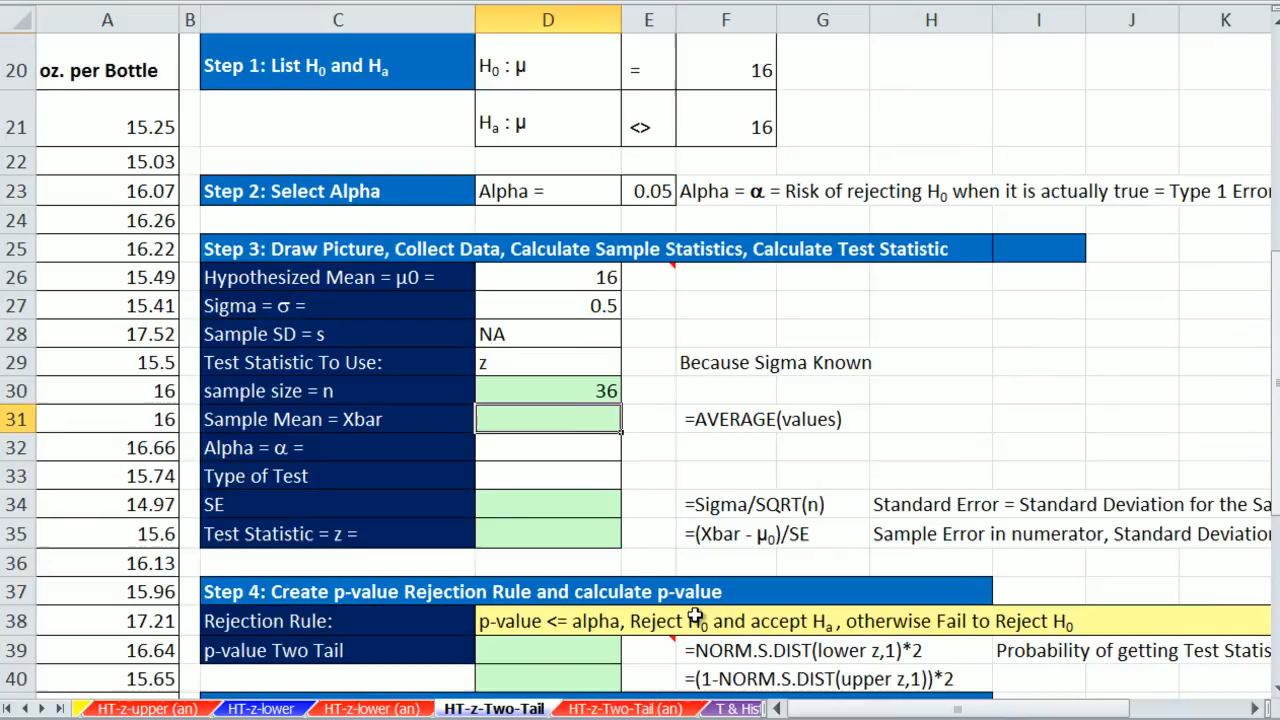 A B C D E F G H I J K
20 oz. per Bottle Step 1: List H0 and Ha H0 : µ = 16
21 15.25 Ha : µ <> 16
22 15.03
23 16.07 Step 2: Select Alpha Alpha = 0.05 Alpha = α = Risk of rejecting H0 when it is actually true = Type 1 Error
24 16.26
25 16.22 Step 3: Draw Picture, Collect Data, Calculate Sample Statistics, Calculate Test Statistic
26 15.49 Hypothesized Mean = µ0 = 16
27 15.41 Sigma = σ = 0.5
28 17.52 Sample SD = s NA
29 15.5 Test Statistic To Use: z Because Sigma Known
30 16 sample size = n 36
31 16 Sample Mean = Xbar =AVERAGE(values)
32 16.66 Alpha = α =
33 15.74 Type of Test
34 14.97 SE =Sigma/SQRT(n) Standard Error = Standard Deviation for the Sa
35 15.6 Test Statistic = z = =(Xbar - µ0)/SE Sample Error in numerator, Standard Deviation
36 16.13
37 15.96 Step 4: Create p-value Rejection Rule and calculate p-value
38 17.21 Rejection Rule: p-value <= alpha, Reject H0 and accept Ha , otherwise Fail to Reject H0
39 16.64 p-value Two Tail =NORM.S.DIST(lower z,1)*2 Probability of getting Test Statis
40 15.65 =(1-NORM.S.DIST(upper z,1))*2
HT-z-upper (an) HT-z-lower HT-z-lower (an) HT-z-Two-Tail HT-z-Two-Tail (an) T & Hist